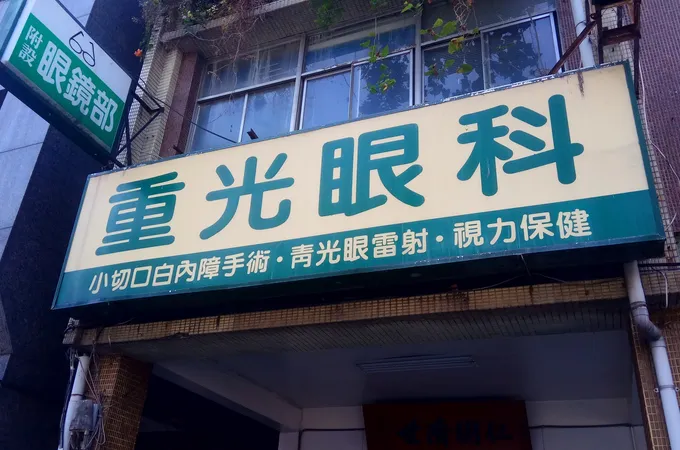 附設
眼鏡部
重光眼科
小切口白內障手術·青光眼雷射·視力保健